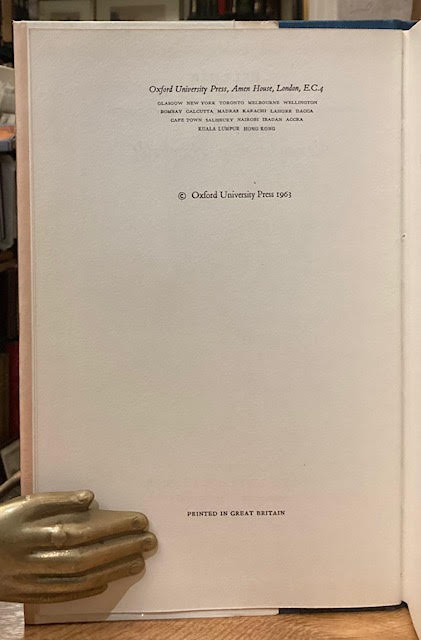 Oxford University Press, Amen House, London, E.C.4
GLASGOW NEW YORK TORONTO MELBOURNE WELLINGTON
BOMBAY CALCUTTA MADRAS KARACHI LAHORE DACCA
CAPE TOWN SALISBURY NAIROBI IBADAN ACCRA
KUALA LUMPUR HONG KONG
© Oxford University Press 1963
PRINTED IN GREAT BRITAIN